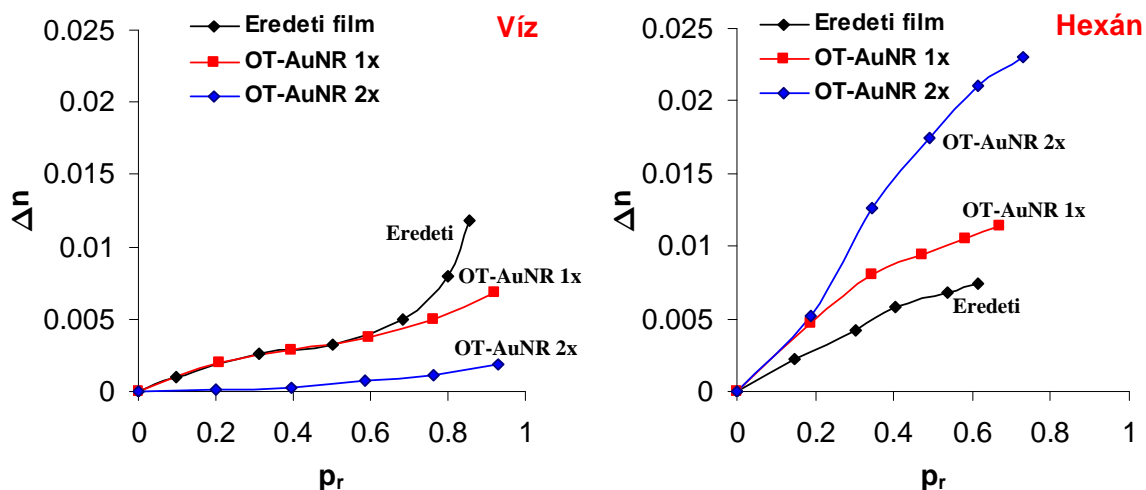 Eredeti film
OT-AuNR 1x
OT-AuNR 2x
Víz
0.025
0.02
0.015
0.01
0.005
0
Δn
Eredeti
OT-AuNR 1x
OT-AuNR 2x
0 0.2 0.4 0.6 0.8 1
pr
Eredeti film
OT-AuNR 1x
OT-AuNR 2x
Hexán
0.025
0.02
0.015
0.01
0.005
0
Δn
OT-AuNR 2x
OT-AuNR 1x
Eredeti
0 0.2 0.4 0.6 0.8 1
pr